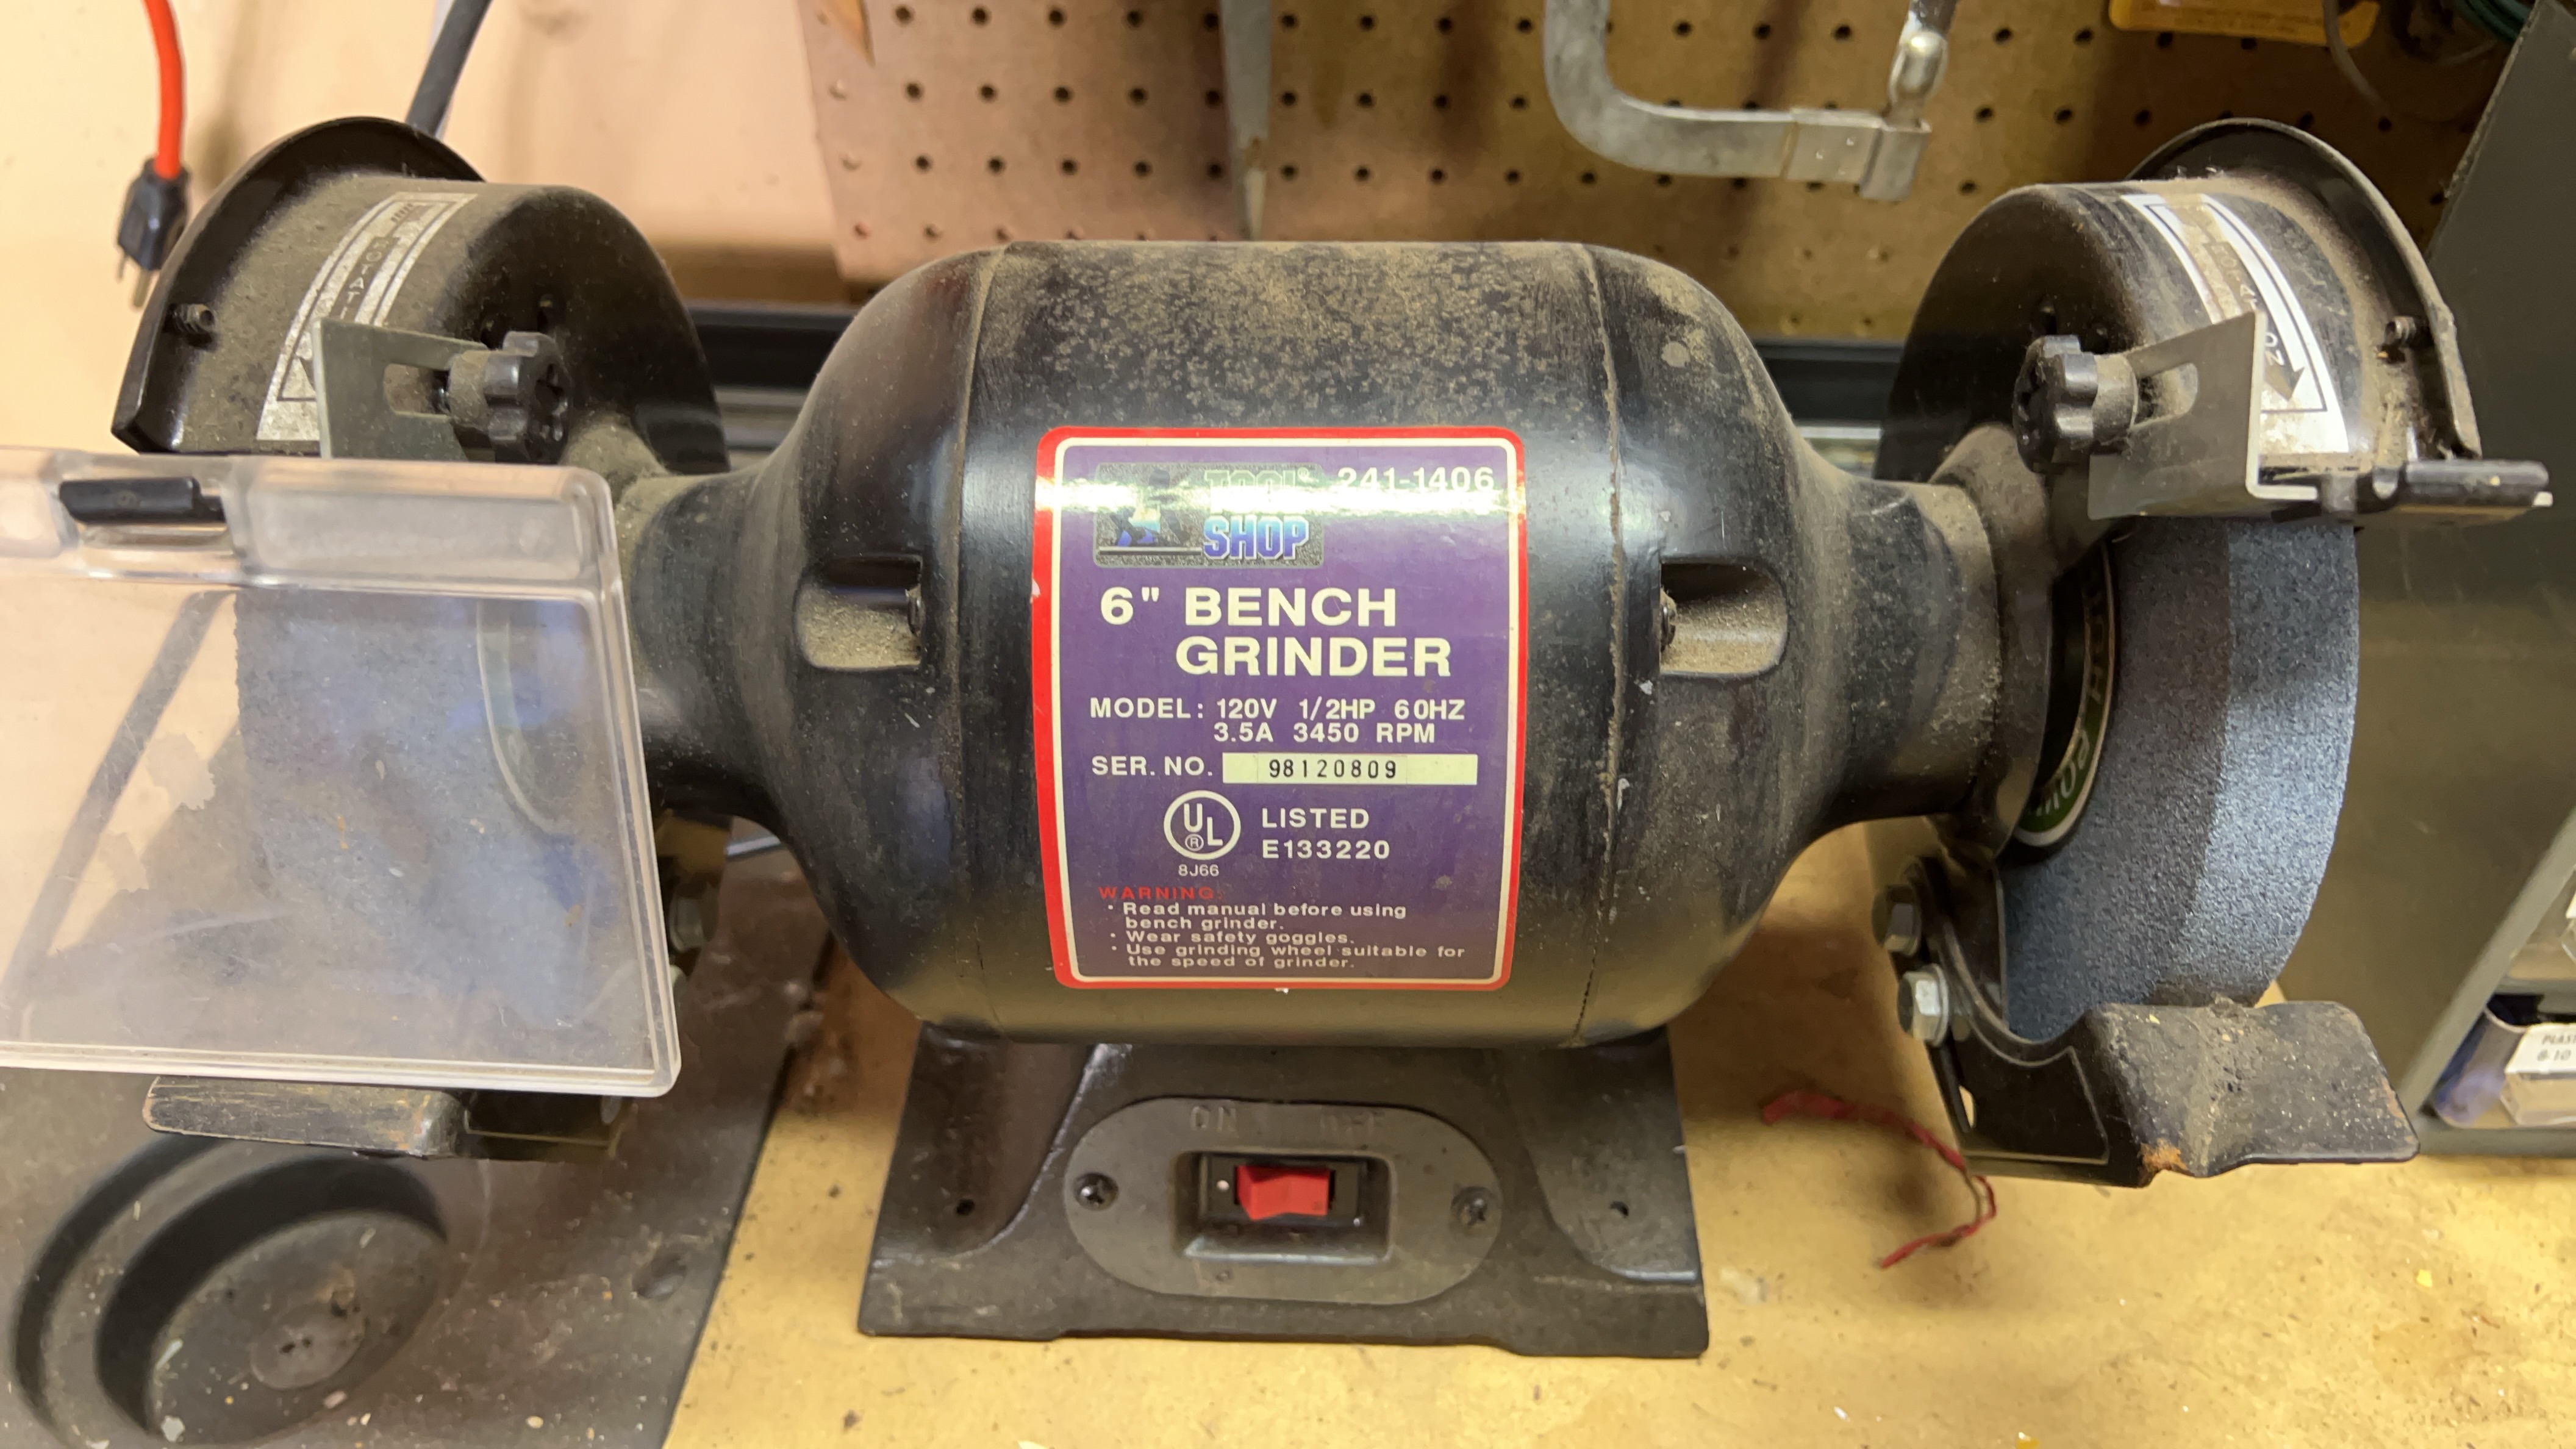 TOOL® 241-1406
SHOP
6" BENCH
GRINDER
MODEL: 120V 1/2HP 60HZ
3.5A 3450 RPM
SER. NO. 98120809
UL® LISTED
E133220
8J66
WARNING:
· Read manual before using
bench grinder.
· Wear safety goggles.
· Use grinding wheel suitable for
the speed of grinder.
ON OFF